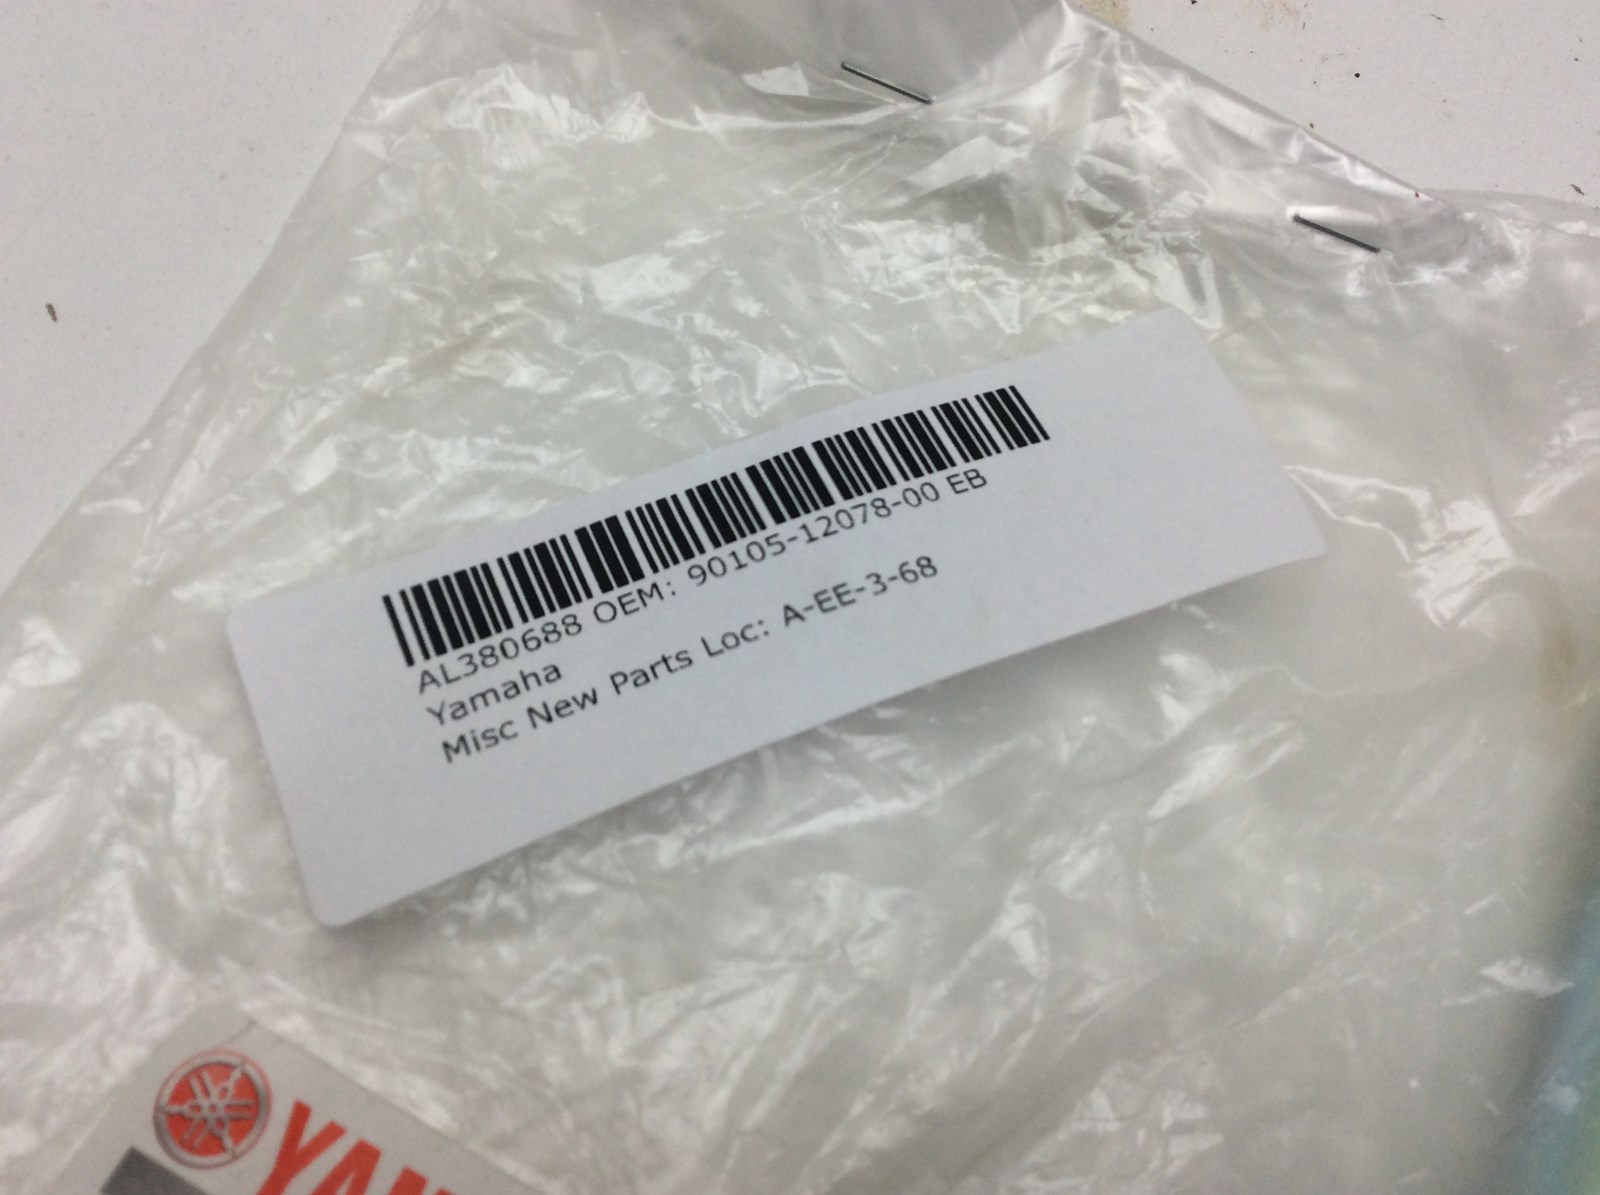 AL380688 OEM: 90105-12078-00 EB
Yamaha
Misc New Parts Loc: A-EE-3-68